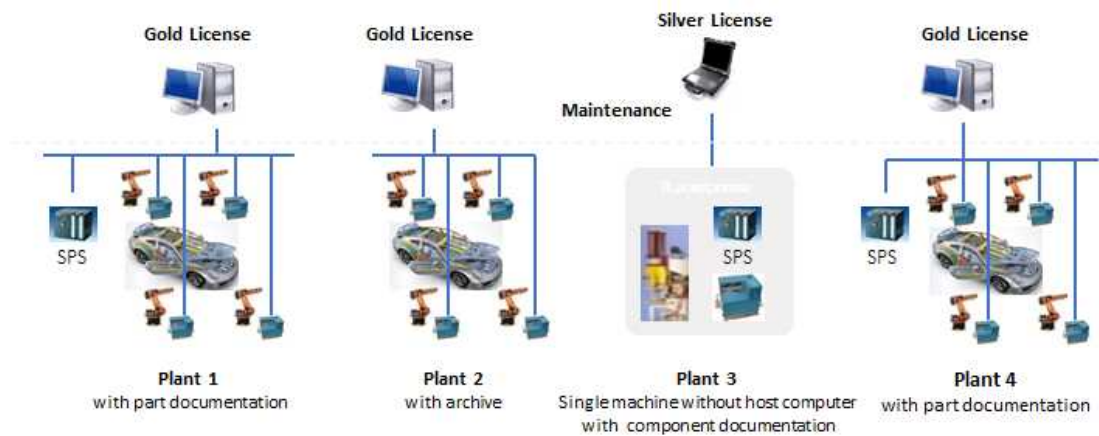 Gold License
Gold License
Silver License
Gold License
Maintenance
SPS
SPS
SPS
Plant 1
with part documentation
Plant 2
with archive
Plant 3
Single machine without host computer
with component documentation
Plant 4
with part documentation